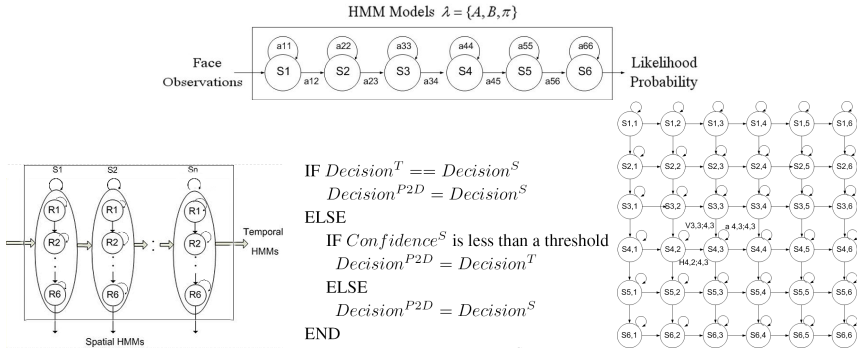 HMM Models λ = {A, B, π}
a11 a22 a33 a44 a55 a66
Face Observations
S1 S2 S3 S4 S5 S6
a12 a23 a34 a45 a56
Likelihood Probability
S1 S2 Sn
R1 R1 R1
R2 R2 R2
R6 R6 R6
Temporal HMMs
Spatial HMMs
IF Decision^T == Decision^S
Decision^P2D = Decision^S
ELSE
IF Confidence^S is less than a threshold
Decision^P2D = Decision^T
ELSE
Decision^P2D = Decision^S
END
S1,1 S1,2 S1,3 S1,4 S1,5 S1,6
S2,1 S2,2 S2,3 S2,4 S2,5 S2,6
S3,1 S3,2 S3,3 S3,4 S3,5 S3,6
V3,3;4,3 a 4,3;4,3
S4,1 S4,2 S4,3 S4,4 S4,5 S4,6
H4,2;4,3
S5,1 S5,2 S5,3 S5,4 S5,5 S5,6
S6,1 S6,2 S6,3 S6,4 S6,5 S6,6